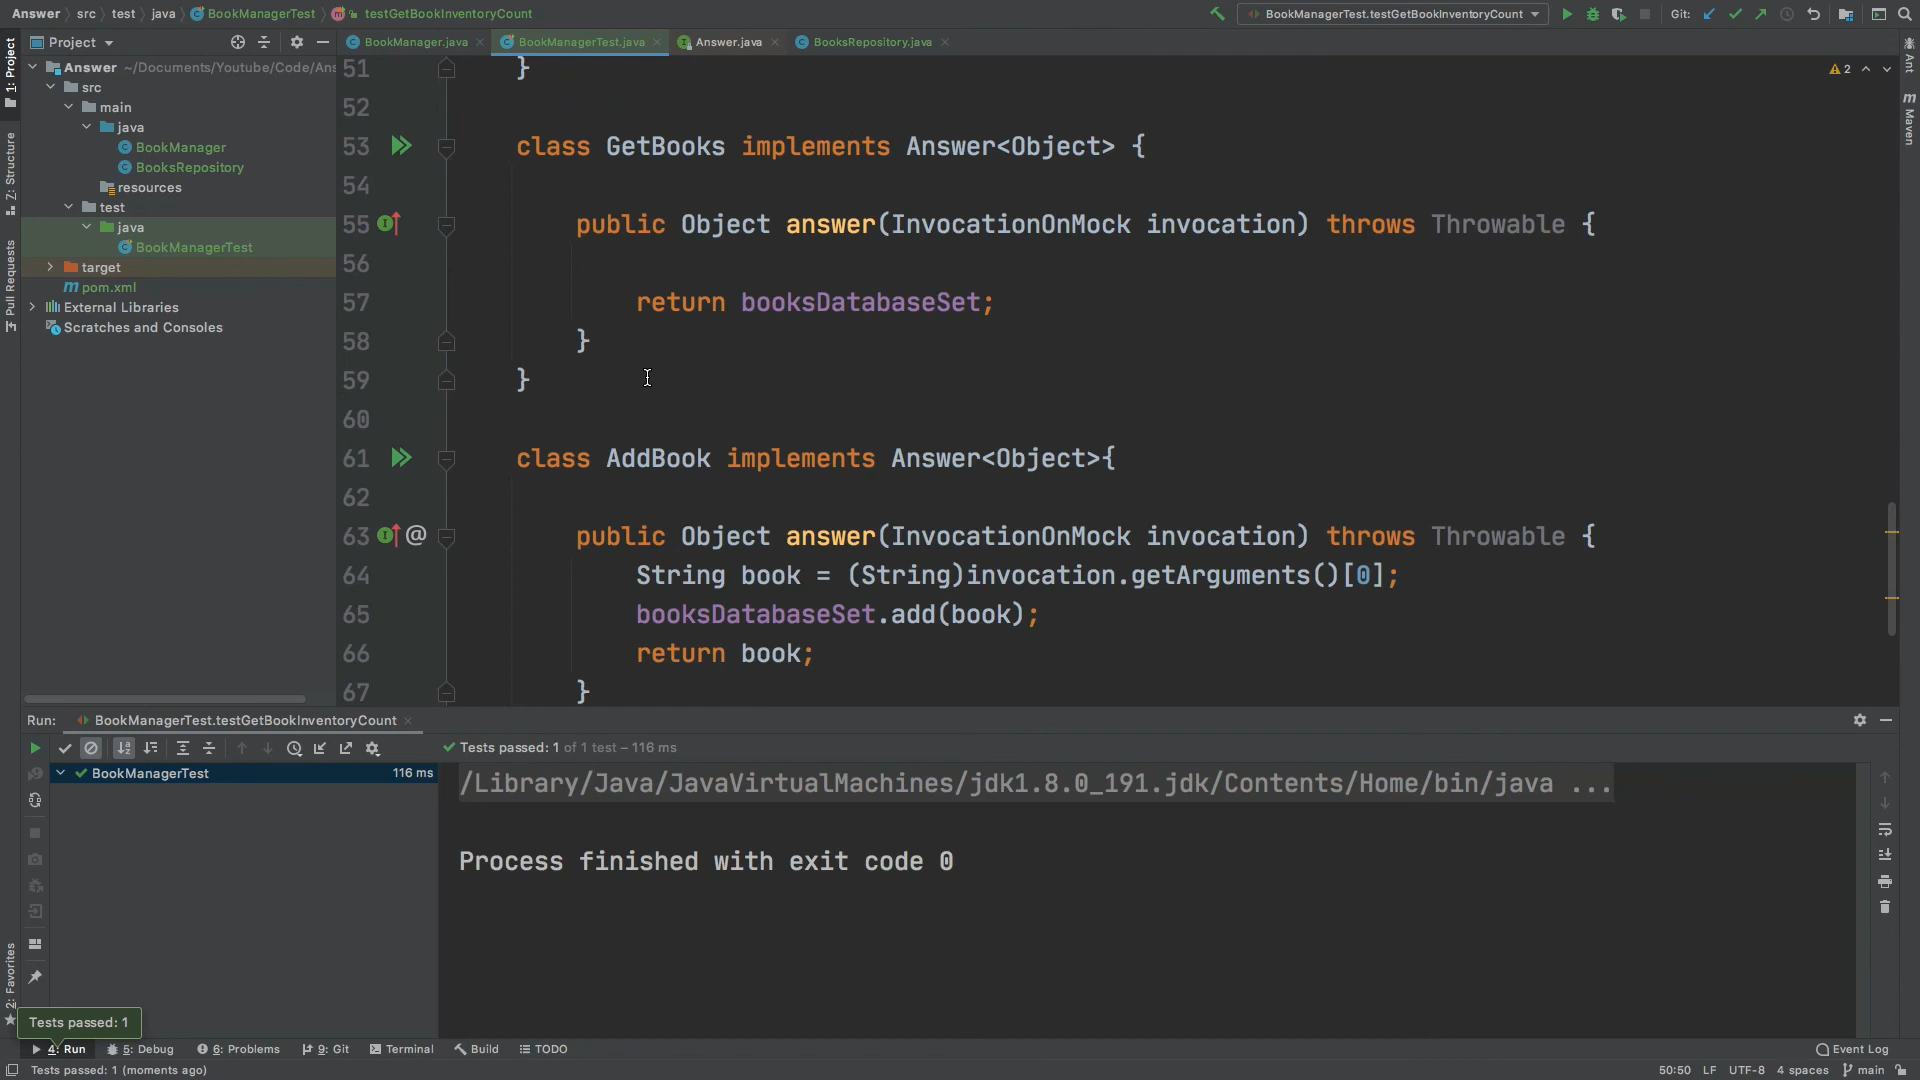 Answer src test java BookManagerTest testGetBookInventoryCount BookManagerTest.testGetBookInventoryCount Git:
Project BookManager.java BookManagerTest.java Answer.java BooksRepository.java
1: Project
Z: Structure
Pull Requests
2: Favorites
Ant
Maven
Answer ~/Documents/Youtube/Code/Ans
src
main
java
BookManager
BooksRepository
resources
test
java
BookManagerTest
target
pom.xml
External Libraries
Scratches and Consoles
2
51 }
52
53 class GetBooks implements Answer<Object> {
54
55 public Object answer(InvocationOnMock invocation) throws Throwable {
56
57 return booksDatabaseSet;
58 }
59 }
60
61 class AddBook implements Answer<Object>{
62
63 @ public Object answer(InvocationOnMock invocation) throws Throwable {
64 String book = (String)invocation.getArguments()[0];
65 booksDatabaseSet.add(book);
66 return book;
67 }
Run: BookManagerTest.testGetBookInventoryCount
Tests passed: 1 of 1 test – 116 ms
BookManagerTest 116 ms
/Library/Java/JavaVirtualMachines/jdk1.8.0_191.jdk/Contents/Home/bin/java ...
Process finished with exit code 0
Tests passed: 1
4: Run 5: Debug 6: Problems 9: Git Terminal Build TODO Event Log
Tests passed: 1 (moments ago) 50:50 LF UTF-8 4 spaces main